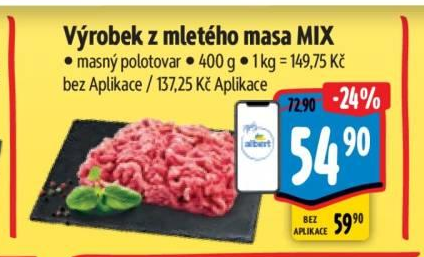 Výrobek z mletého masa MIX
• masný polotovar • 400 g • 1 kg = 149,75 Kč
bez Aplikace / 137,25 Kč Aplikace
72.90 -24%
albert
54 90
BEZ
APLIKACE 59 90